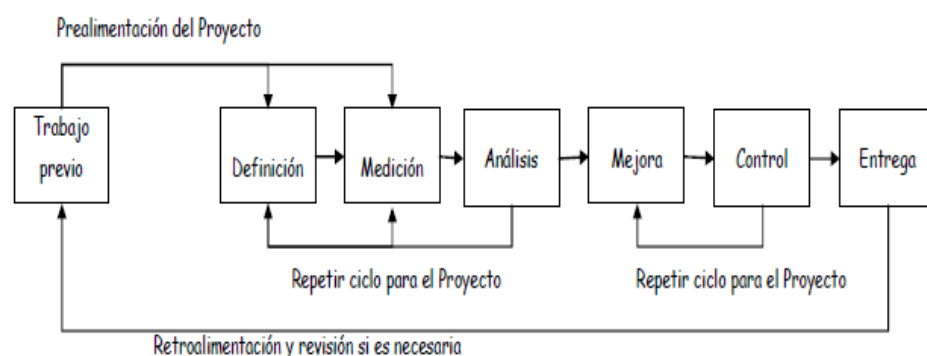 Prealimentación del Proyecto
Trabajo
previo
Definición
Medición
Análisis
Mejora
Control
Entrega
Repetir ciclo para el Proyecto
Repetir ciclo para el Proyecto
Retroalimentación y revisión si es necesaria